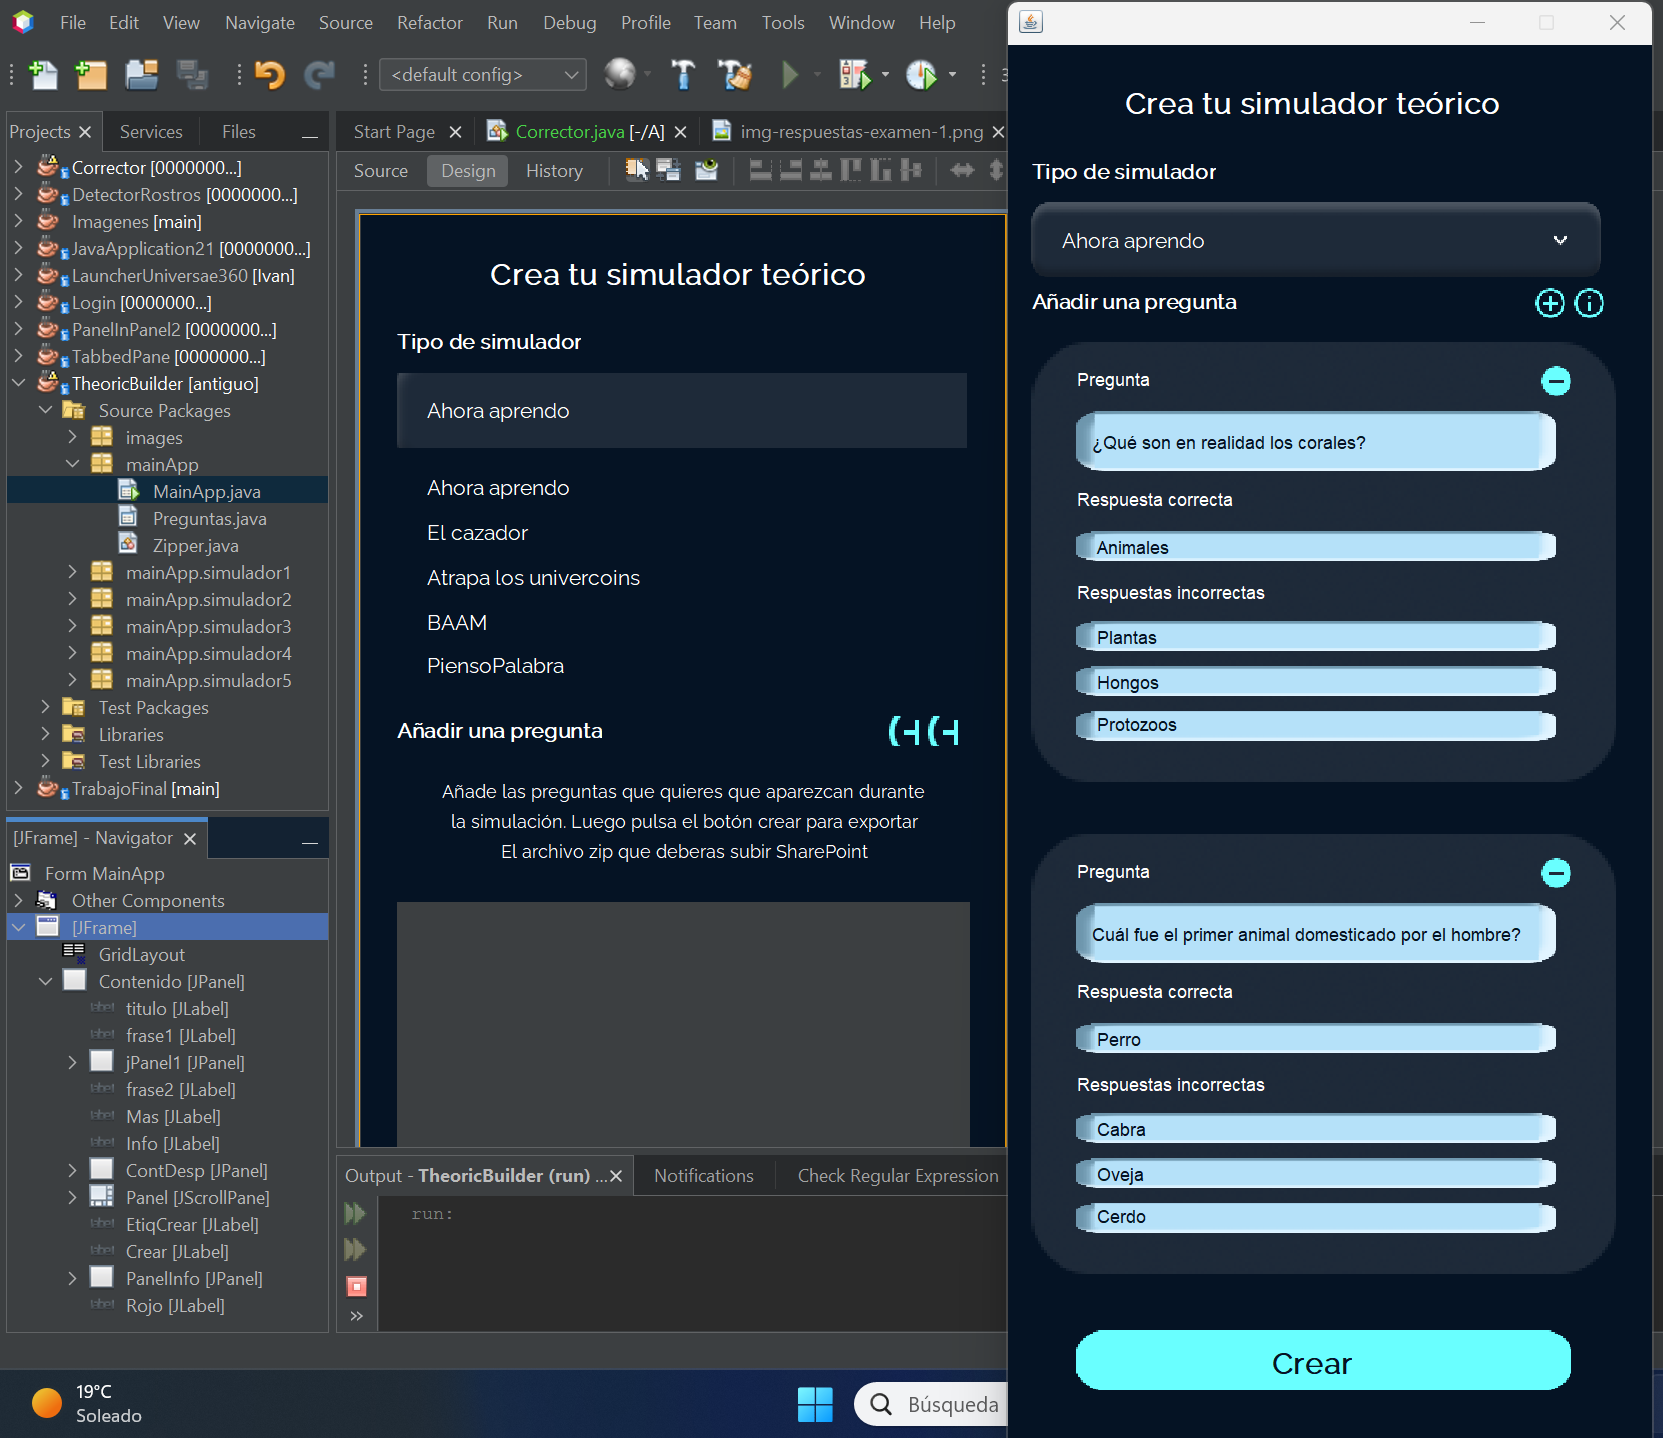 File Edit View Navigate Source Refactor Run Debug Profile Team Tools Window Help
<default config>
Projects Services Files
Start Page Corrector.java [-/A] img-respuestas-examen-1.png
Source Design History
Corrector [0000000...]
DetectorRostros [0000000...]
Imagenes [main]
JavaApplication21 [0000000...]
LauncherUniversae360 [Ivan]
Login [0000000...]
PanelInPanel2 [0000000...]
TabbedPane [0000000...]
TheoricBuilder [antiguo]
Source Packages
images
mainApp
MainApp.java
Preguntas.java
Zipper.java
mainApp.simulador1
mainApp.simulador2
mainApp.simulador3
mainApp.simulador4
mainApp.simulador5
Test Packages
Libraries
Test Libraries
TrabajoFinal [main]
[JFrame] - Navigator
Form MainApp
Other Components
[JFrame]
GridLayout
Contenido [JPanel]
label titulo [JLabel]
label frase1 [JLabel]
jPanel1 [JPanel]
label frase2 [JLabel]
label Mas [JLabel]
label Info [JLabel]
ContDesp [JPanel]
Panel [JScrollPane]
label EtiqCrear [JLabel]
label Crear [JLabel]
PanelInfo [JPanel]
label Rojo [JLabel]
Crea tu simulador teórico
Tipo de simulador
Ahora aprendo
Ahora aprendo
El cazador
Atrapa los univercoins
BAAM
PiensoPalabra
Añadir una pregunta
Añade las preguntas que quieres que aparezcan durante
la simulación. Luego pulsa el botón crear para exportar
El archivo zip que deberas subir SharePoint
Output - TheoricBuilder (run) ... Notifications Check Regular Expression
run:
Crea tu simulador teórico
Tipo de simulador
Ahora aprendo
Añadir una pregunta
Pregunta
¿Qué son en realidad los corales?
Respuesta correcta
Animales
Respuestas incorrectas
Plantas
Hongos
Protozoos
Pregunta
Cuál fue el primer animal domesticado por el hombre?
Respuesta correcta
Perro
Respuestas incorrectas
Cabra
Oveja
Cerdo
Crear
19°C
Soleado
Búsqueda